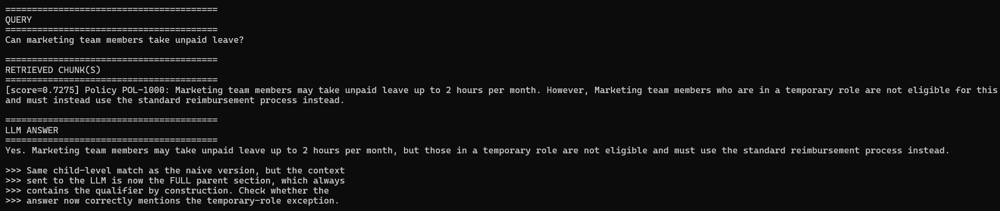 ========================================
QUERY
========================================
Can marketing team members take unpaid leave?
========================================
RETRIEVED CHUNK(S)
========================================
[score=0.7275] Policy POL-1000: Marketing team members may take unpaid leave up to 2 hours per month. However, Marketing team members who are in a temporary role are not eligible for this
and must instead use the standard reimbursement process instead.
========================================
LLM ANSWER
========================================
Yes. Marketing team members may take unpaid leave up to 2 hours per month, but those in a temporary role are not eligible and must use the standard reimbursement process instead.
>>> Same child-level match as the naive version, but the context
>>> sent to the LLM is now the FULL parent section, which always
>>> contains the qualifier by construction. Check whether the
>>> answer now correctly mentions the temporary-role exception.